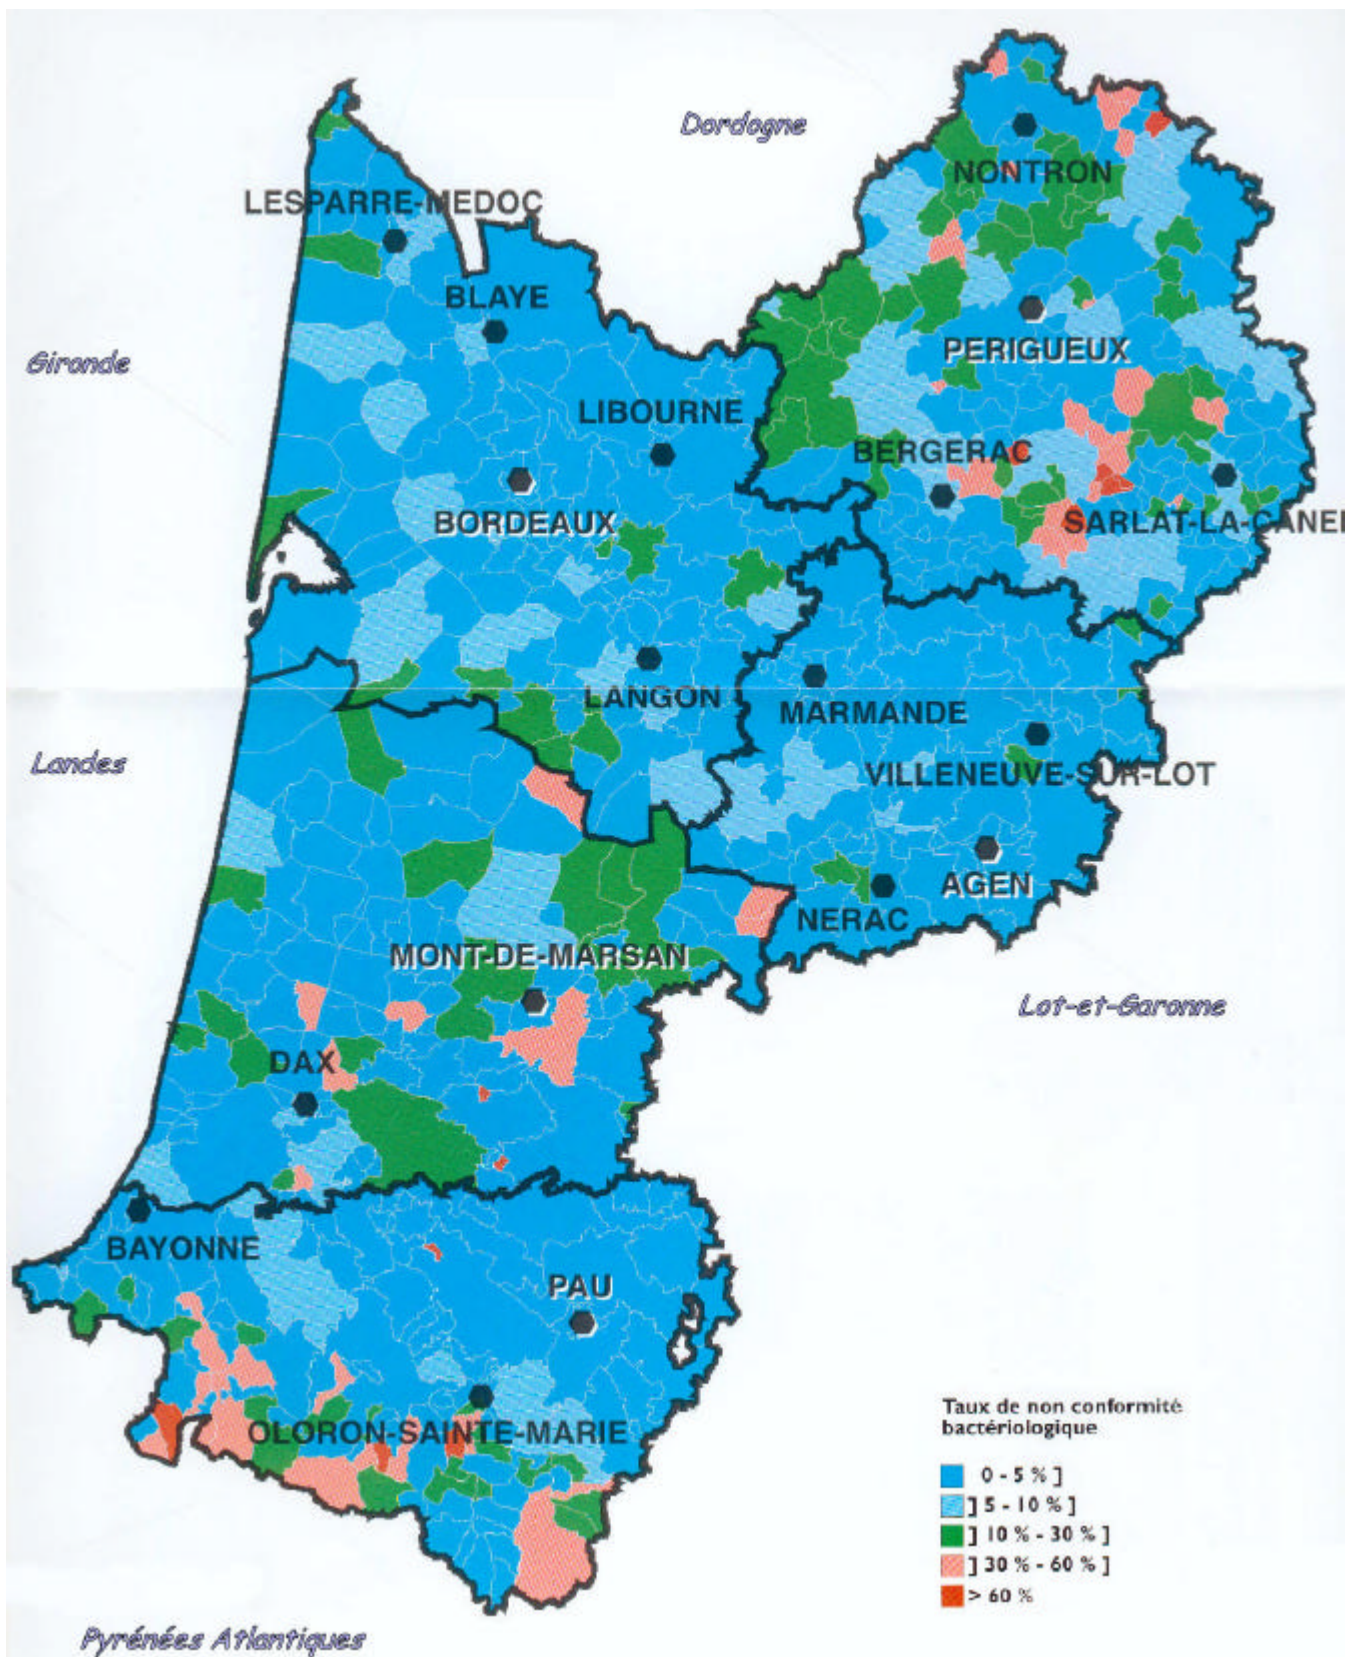 Dordogne
NONTRON
LESPARRE-MEDOC
BLAYE
PERIGUEUX
Gironde
LIBOURNE
BERGERAC
BORDEAUX
SARLAT-LA-CANE
LANGON
MARMANDE
Landes
VILLENEUVE-SUR-LOT
AGEN
NERAC
MONT-DE-MARSAN
Lot-et-Garonne
DAX
BAYONNE
PAU
OLORON-SAINTE-MARIE
Taux de non conformité
bactériologique
0 - 5 % ]
] 5 - 10 % ]
] 10 % - 30 % ]
] 30 % - 60 % ]
> 60 %
Pyrénées Atlantiques